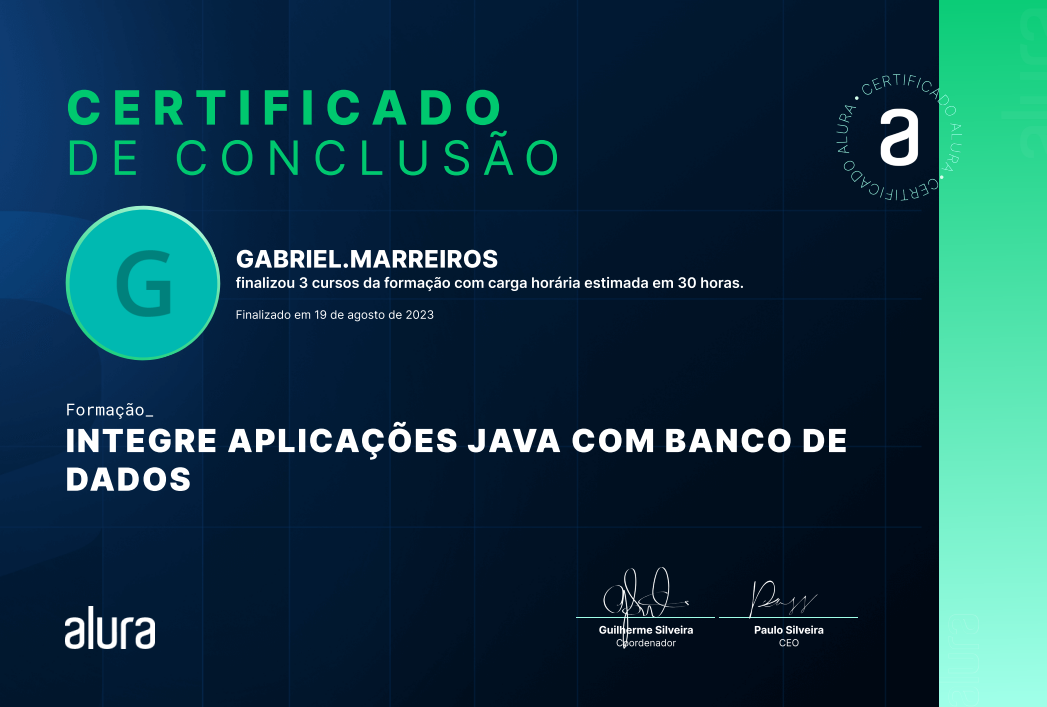 CERTIFICADO
DE CONCLUSÃO
CERTIFICADO ALURA • CERTIFICADO ALURA •
a
G
GABRIEL.MARREIROS
finalizou 3 cursos da formação com carga horária estimada em 30 horas.
Finalizado em 19 de agosto de 2023
Formação_
INTEGRE APLICAÇÕES JAVA COM BANCO DE
DADOS
alura
Guilherme Silveira
Coordenador
Paulo Silveira
CEO
alura
alura